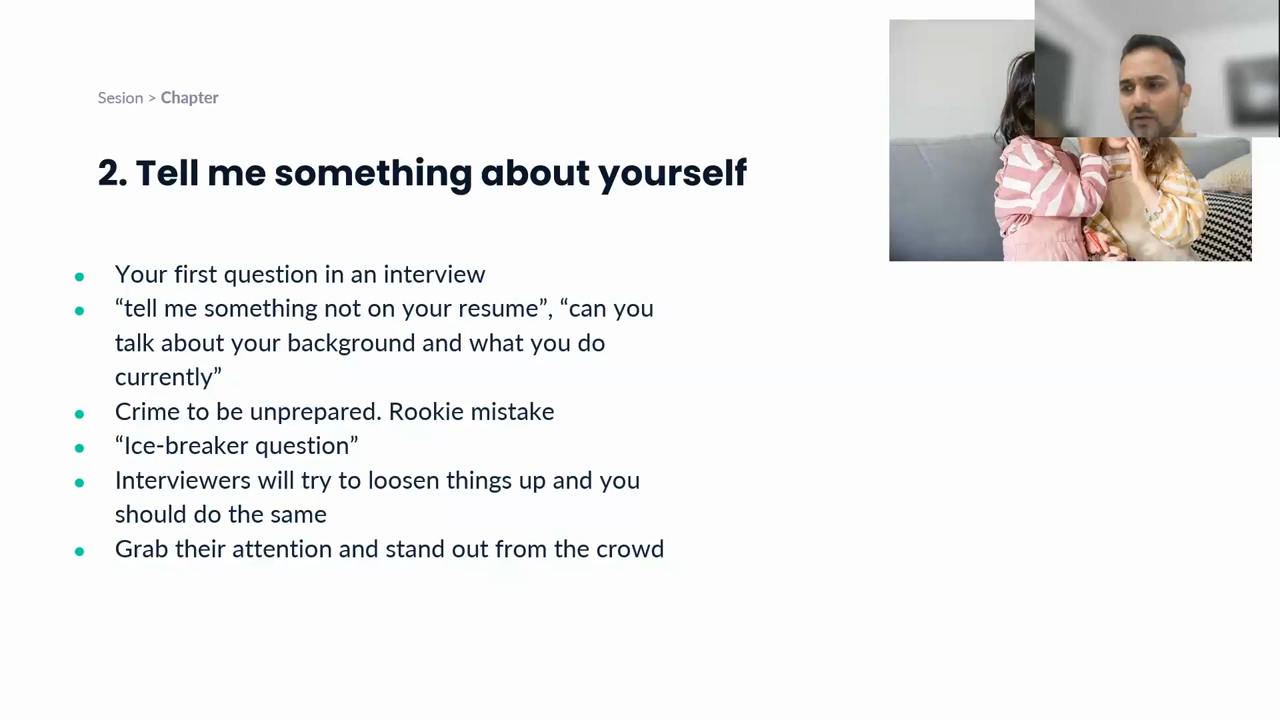 Sesion > Chapter
2. Tell me something about yourself
● Your first question in an interview
● “tell me something not on your resume”, “can you
talk about your background and what you do
currently”
● Crime to be unprepared. Rookie mistake
● “Ice-breaker question”
● Interviewers will try to loosen things up and you
should do the same
● Grab their attention and stand out from the crowd